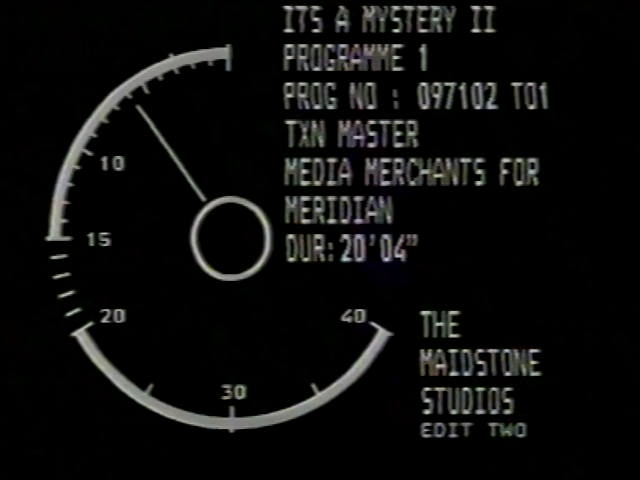 ITS A MYSTERY II
PROGRAMME 1
PROG NO : 097102 T01
TXN MASTER
MEDIA MERCHANTS FOR
MERIDIAN
DUR:20'04"
10
15
20
40
30
THE
MAIDSTONE
STUDIOS
EDIT TWO